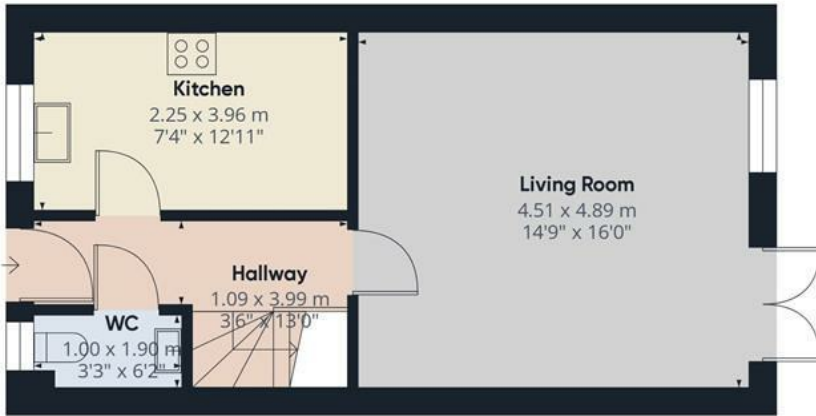 Kitchen
2.25 x 3.96 m
7'4" x 12'11"
Living Room
4.51 x 4.89 m
14'9" x 16'0"
Hallway
1.09 x 3.99 m
3'6" x 13'0"
WC
1.00 x 1.90 m
3'3" x 6'2"